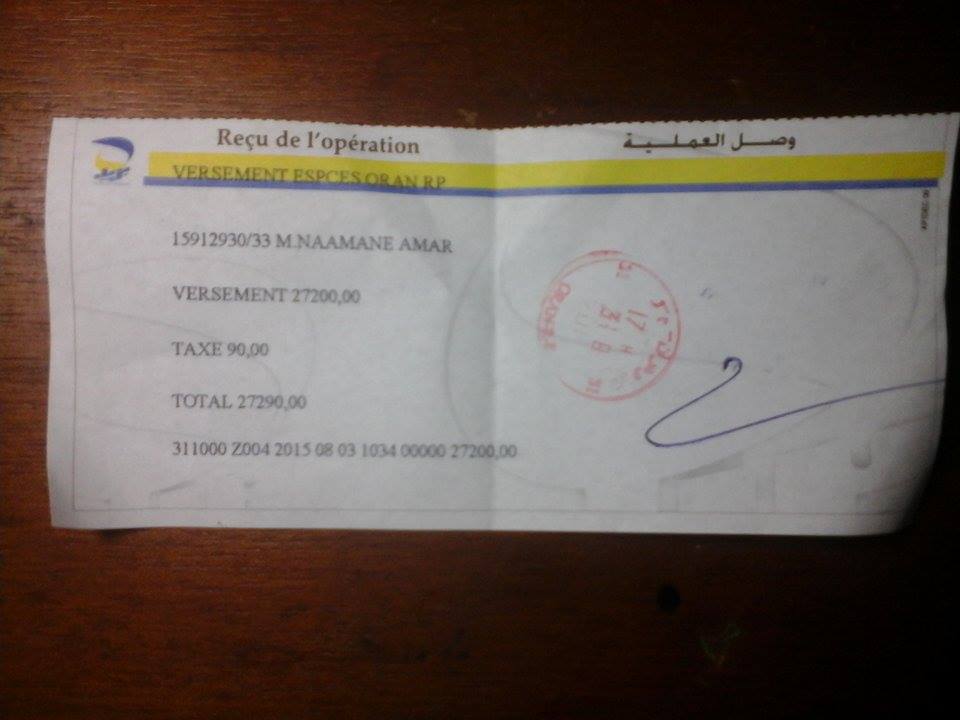 Reçu de l'opération
وصل العملية
VERSEMENT ESPCES ORAN RP
15912930/33 M.NAAMANE AMAR
VERSEMENT 27200,00
TAXE 90,00
TOTAL 27290,00
311000 Z004 2015 08 03 1034 00000 27200,00